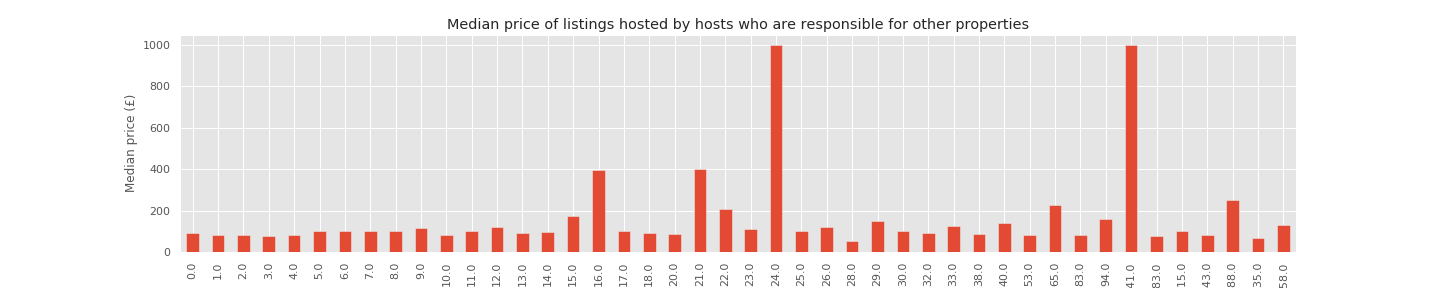 Median price of listings hosted by hosts who are responsible for other properties
Median price (£)
1000
800
600
400
200
0
0.0 1.0 2.0 3.0 4.0 5.0 6.0 7.0 8.0 9.0 10.0 11.0 12.0 13.0 14.0 15.0 16.0 17.0 18.0 20.0 21.0 22.0 23.0 24.0 25.0 26.0 28.0 29.0 30.0 32.0 33.0 38.0 40.0 53.0 65.0 83.0 94.0 41.0 83.0 15.0 43.0 88.0 35.0 58.0